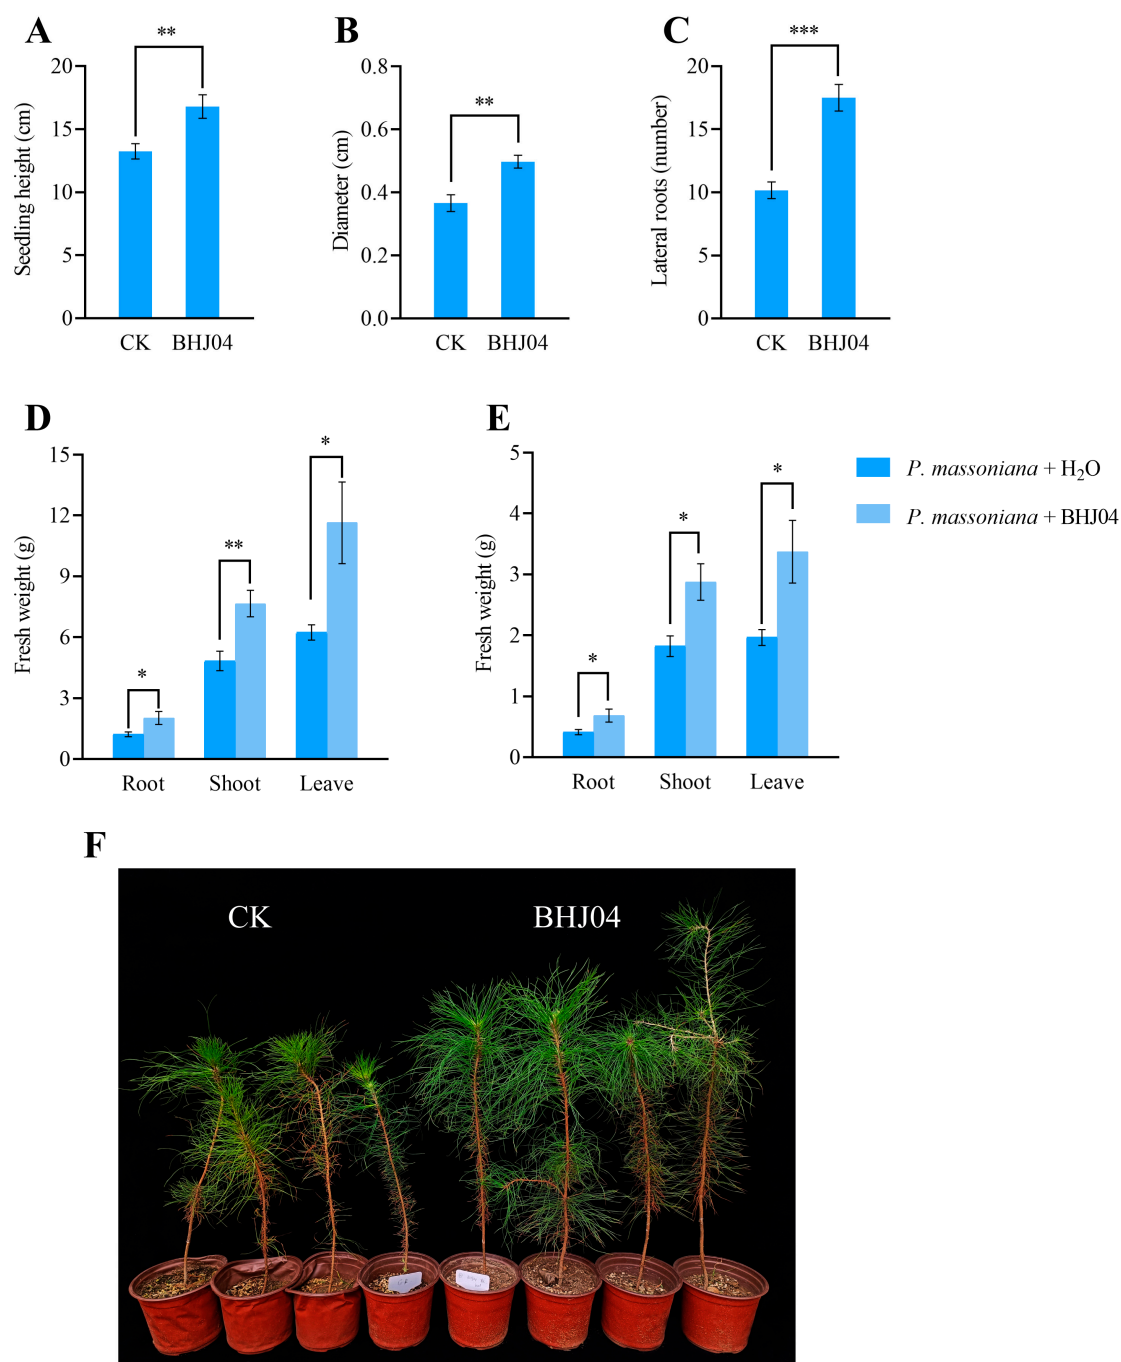 A
**
Seedling height (cm)
20
15
10
5
0
CK BHJ04
B
**
Diameter (cm)
0.8
0.6
0.4
0.2
0.0
CK BHJ04
C
***
Lateral roots (number)
20
15
10
5
0
CK BHJ04
D
Fresh weight (g)
15
12
9
6
3
0
*
**
*
Root Shoot Leave
E
Fresh weight (g)
5
4
3
2
1
0
*
*
*
Root Shoot Leave
P. massoniana + H₂O
P. massoniana + BHJ04
F
CK BHJ04